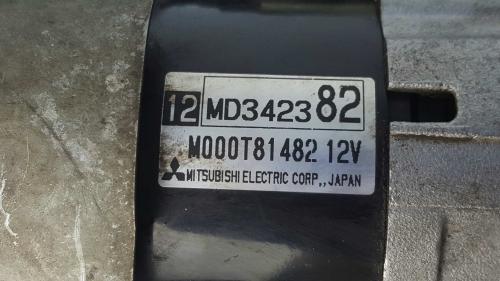 12 MD342382
M000T81482 12V
MITSUBISHI ELECTRIC CORP., JAPAN